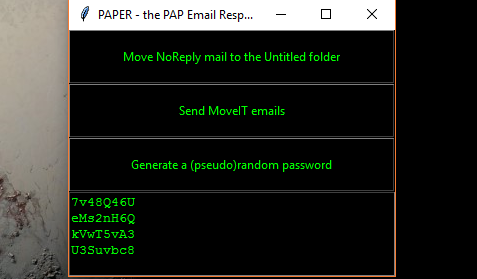 PAPER - the PAP Email Resp...
Move NoReply mail to the Untitled folder
Send MoveIT emails
Generate a (pseudo)random password
7v48Q46U
eMs2nH6Q
kVwT5vA3
U3Suvbc8